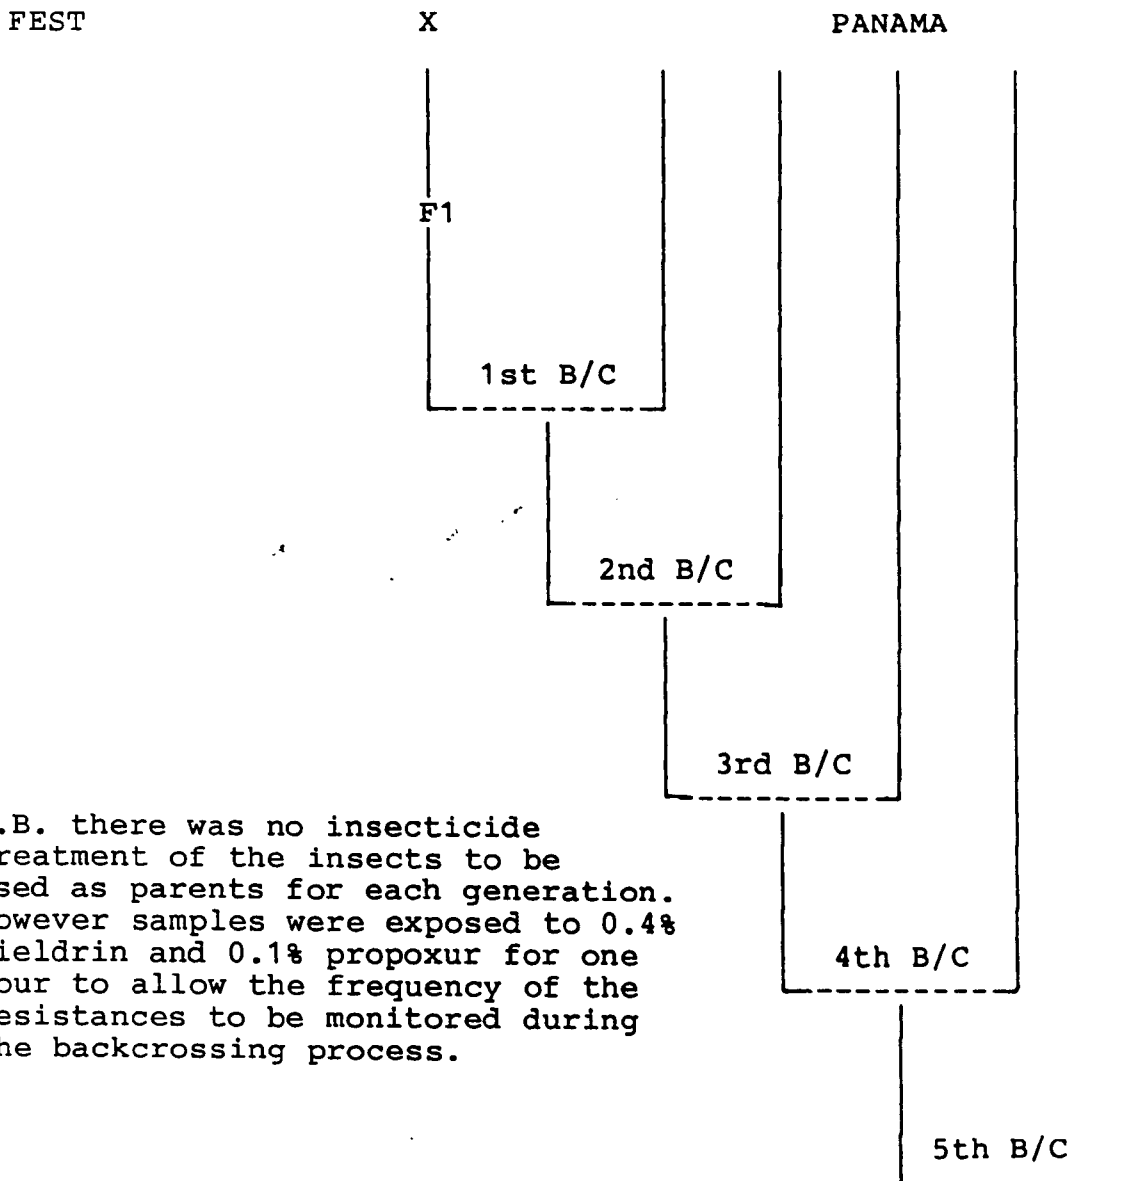 FEST X PANAMA
F1
1st B/C
2nd B/C
3rd B/C
.B. there was no insecticide
reatment of the insects to be
sed as parents for each generation.
owever samples were exposed to 0.4%
ieldrin and 0.1% propoxur for one
our to allow the frequency of the
esistances to be monitored during
he backcrossing process.
4th B/C
5th B/C